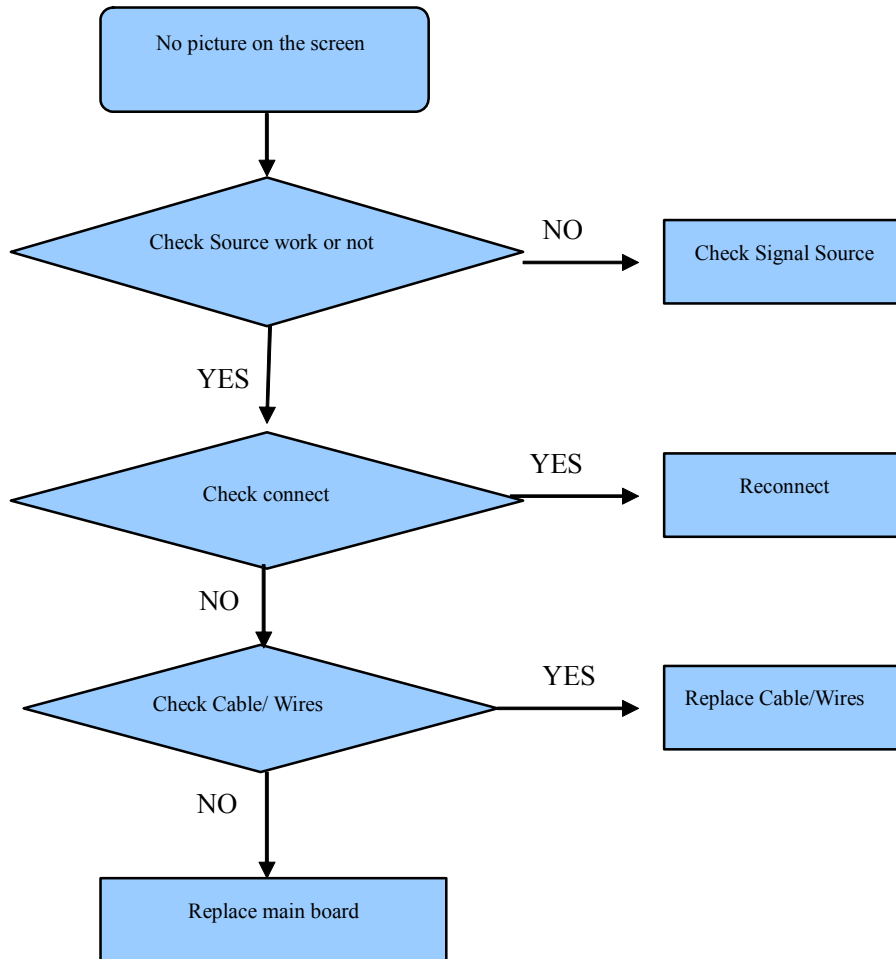 No picture on the screen
Check Source work or not
NO
Check Signal Source
YES
Check connect
YES
Reconnect
NO
Check Cable/ Wires
YES
Replace Cable/Wires
NO
Replace main board